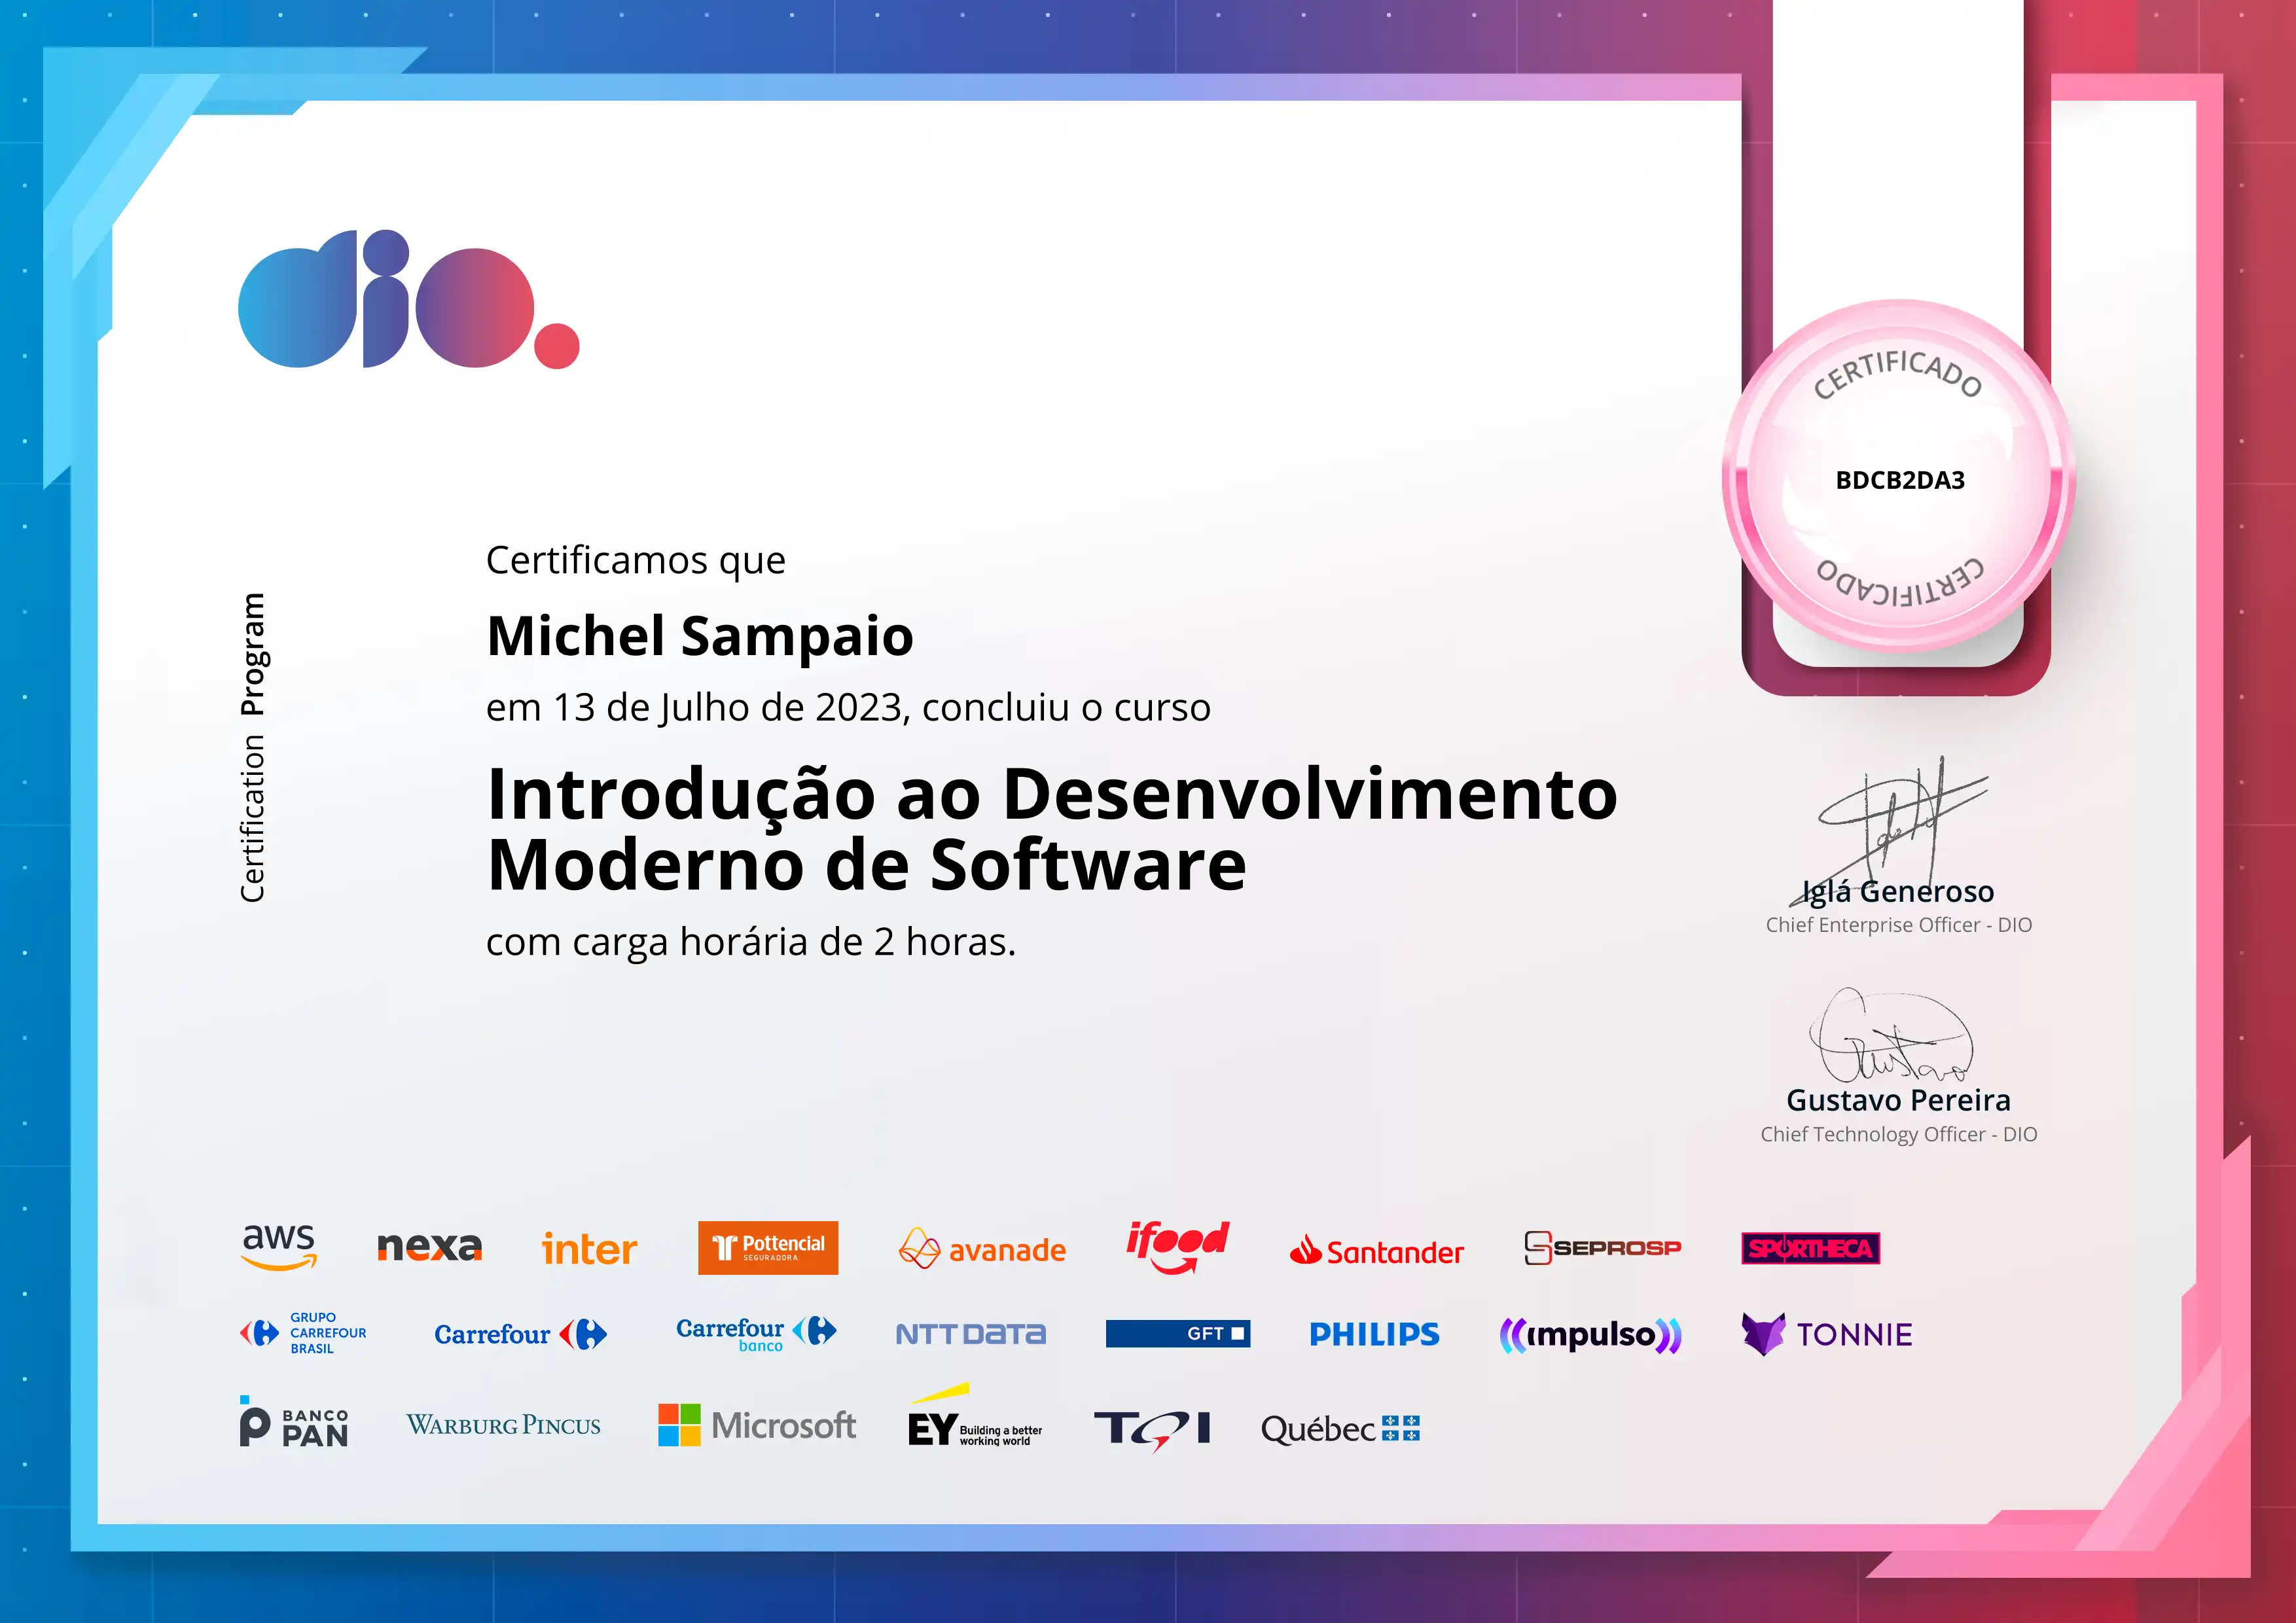 dio.
CERTIFICADO
BDCB2DA3
CERTIFICADO
Certification Program
Certificamos que
Michel Sampaio
em 13 de Julho de 2023, concluiu o curso
Introdução ao Desenvolvimento
Moderno de Software
com carga horária de 2 horas.
Iglá Generoso
Chief Enterprise Officer - DIO
Gustavo
Gustavo Pereira
Chief Technology Officer - DIO
aws nexa inter Pottencial SEGURADORA avanade ifood Santander SEPROSP SPORTHECA
GRUPO
CARREFOUR
BRASIL
Carrefour
Carrefour
banco
NTT DATA GFT PHILIPS impulso TONNIE
BANCO
PAN
WARBURG PINCUS
Microsoft
EY Building a better
working world
TQI
Québec